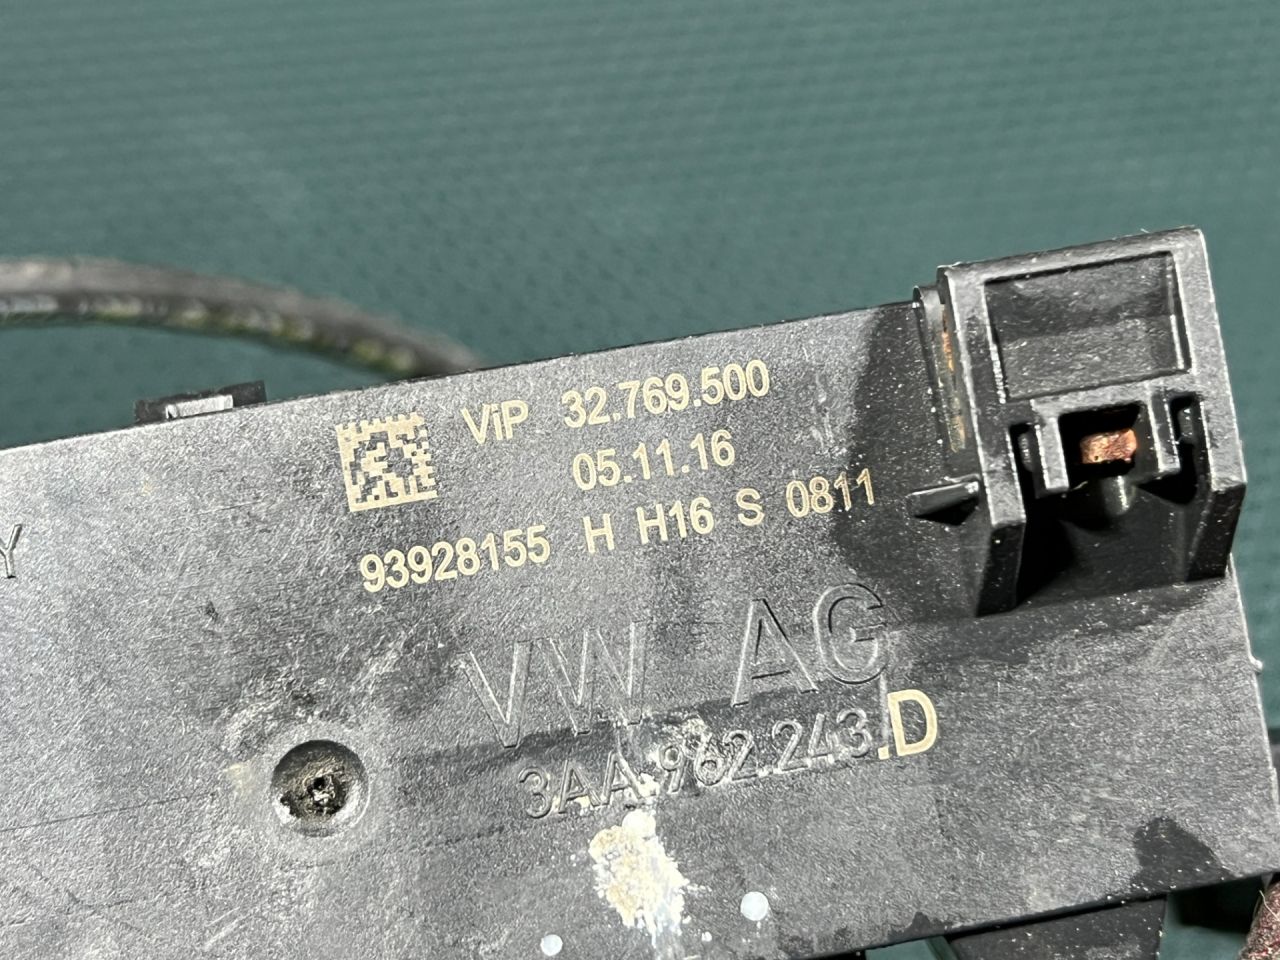 ViP 32.769.500
05.11.16
93928155 H H16 S 0811
Y
VW AG
3AA.962.243.D